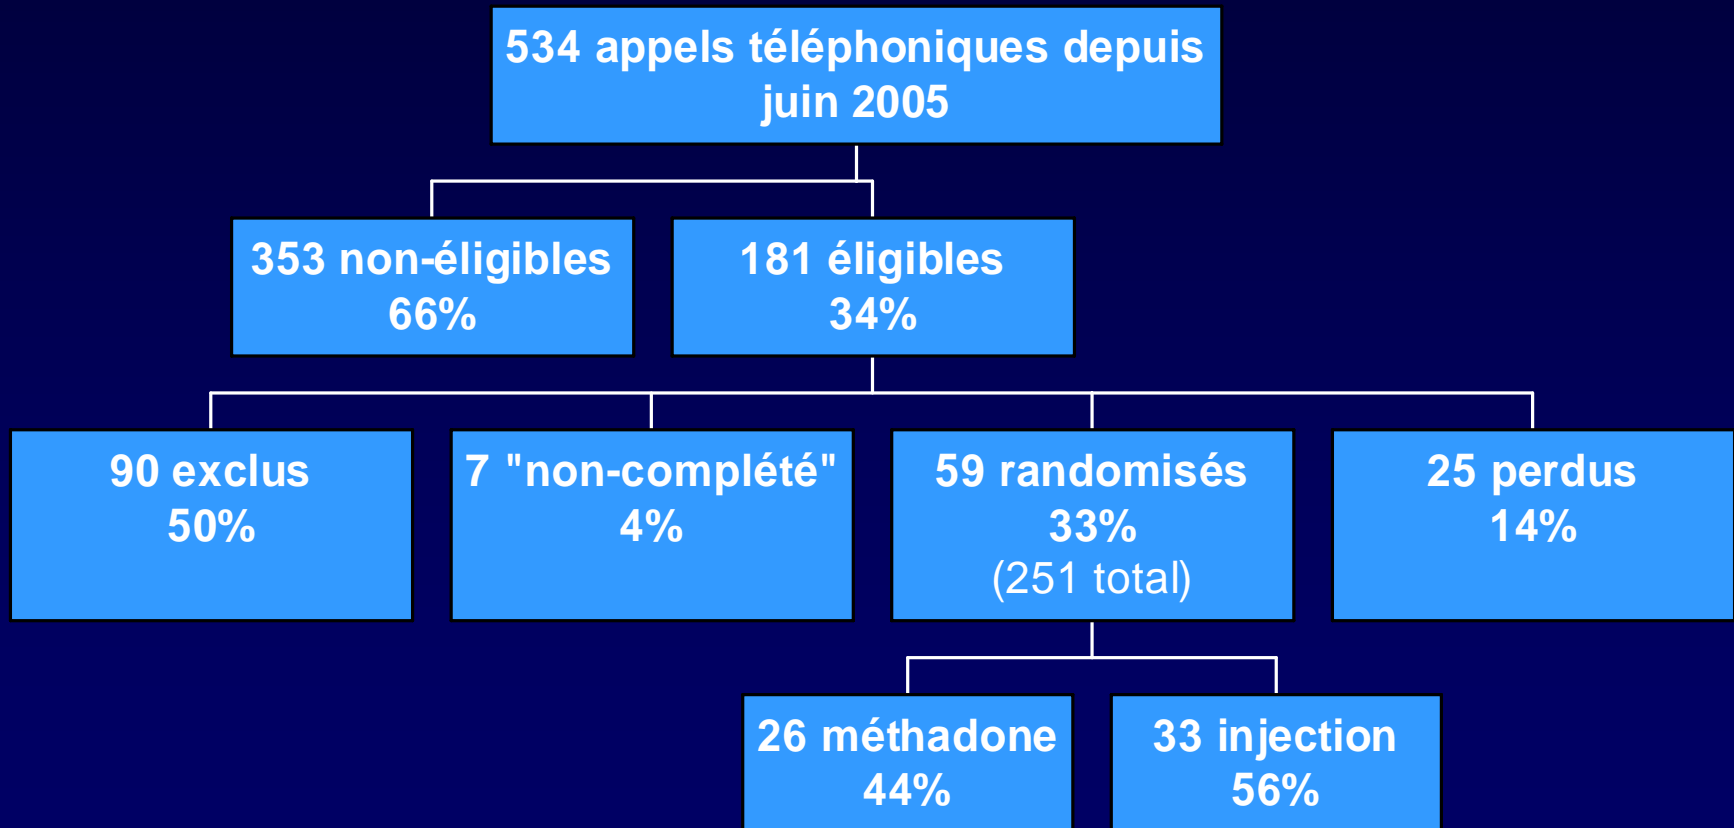 534 appels téléphoniques depuis
juin 2005
353 non-éligibles
66%
181 éligibles
34%
90 exclus
50%
7 "non-complété"
4%
59 randomisés
33%
(251 total)
25 perdus
14%
26 méthadone
44%
33 injection
56%